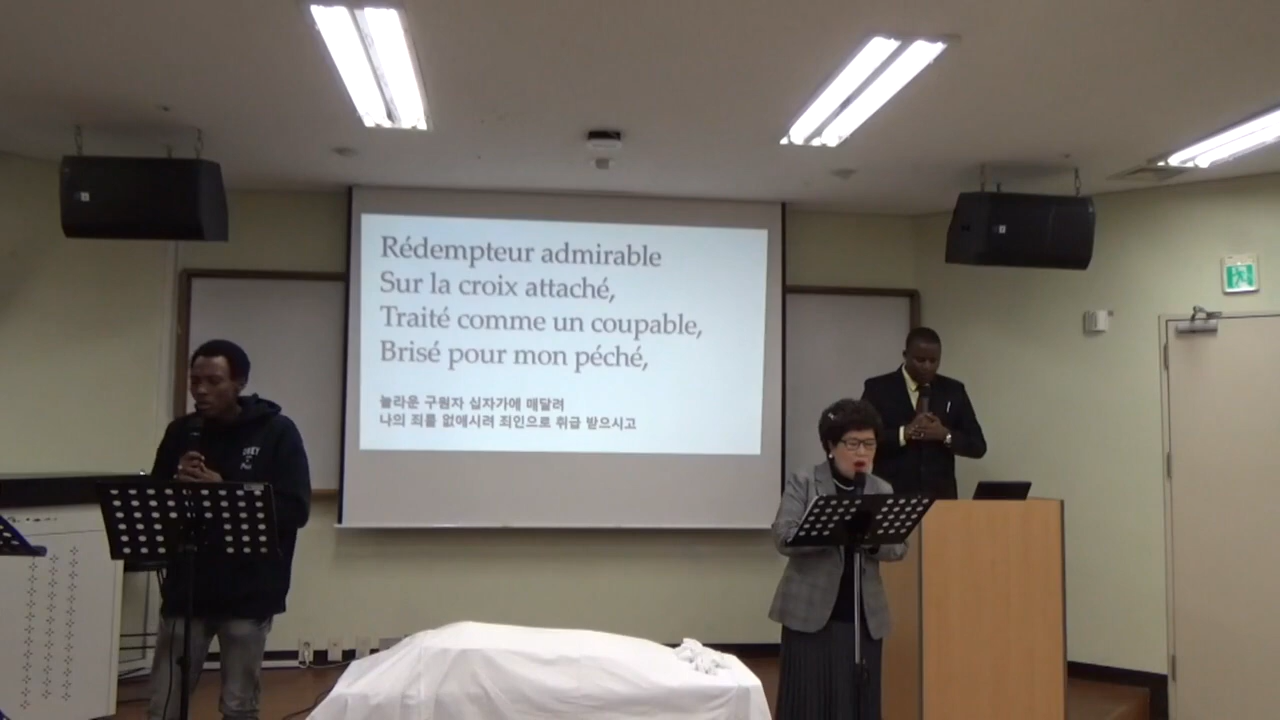 Rédempteur admirable
Sur la croix attaché,
Traité comme un coupable,
Brisé pour mon péché,
놀라운 구원자 십자가에 매달려
나의 죄를 없애시려 죄인으로 취급 받으시고
OBEY